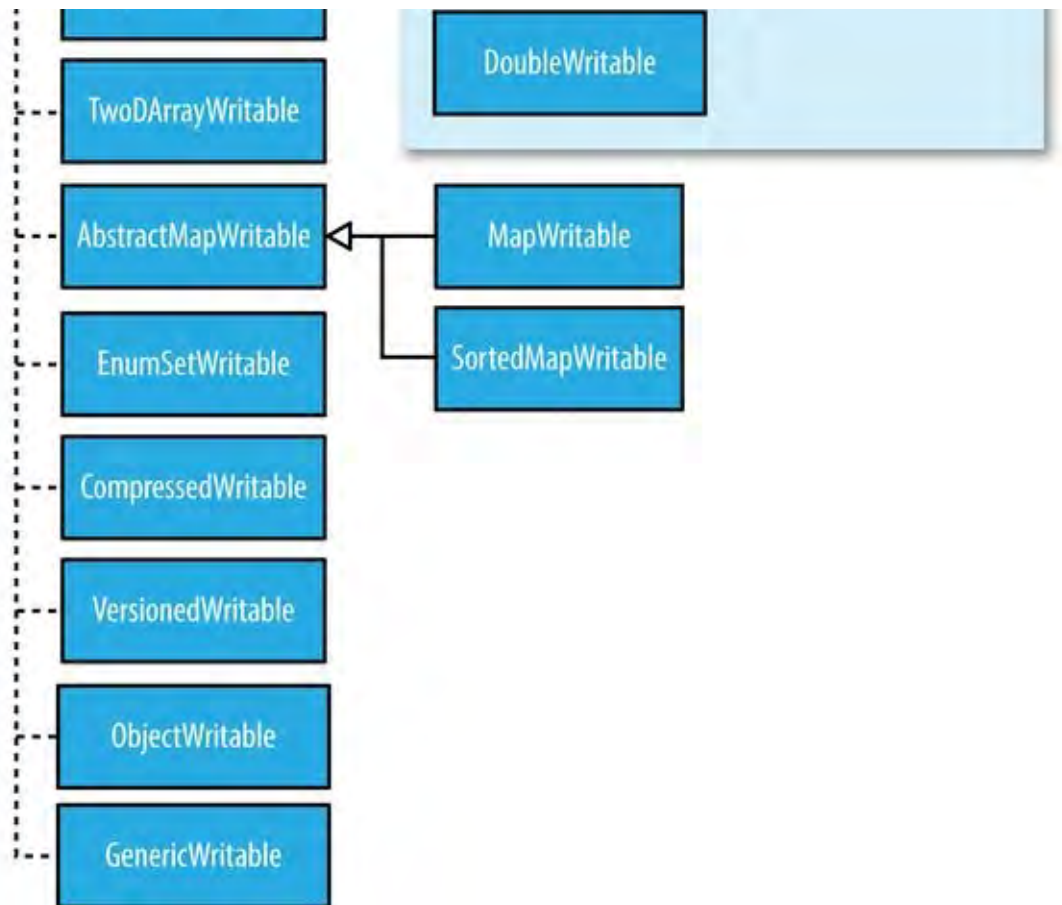 DoubleWritable
TwoDArrayWritable
AbstractMapWritable
MapWritable
EnumSetWritable
SortedMapWritable
CompressedWritable
VersionedWritable
ObjectWritable
GenericWritable